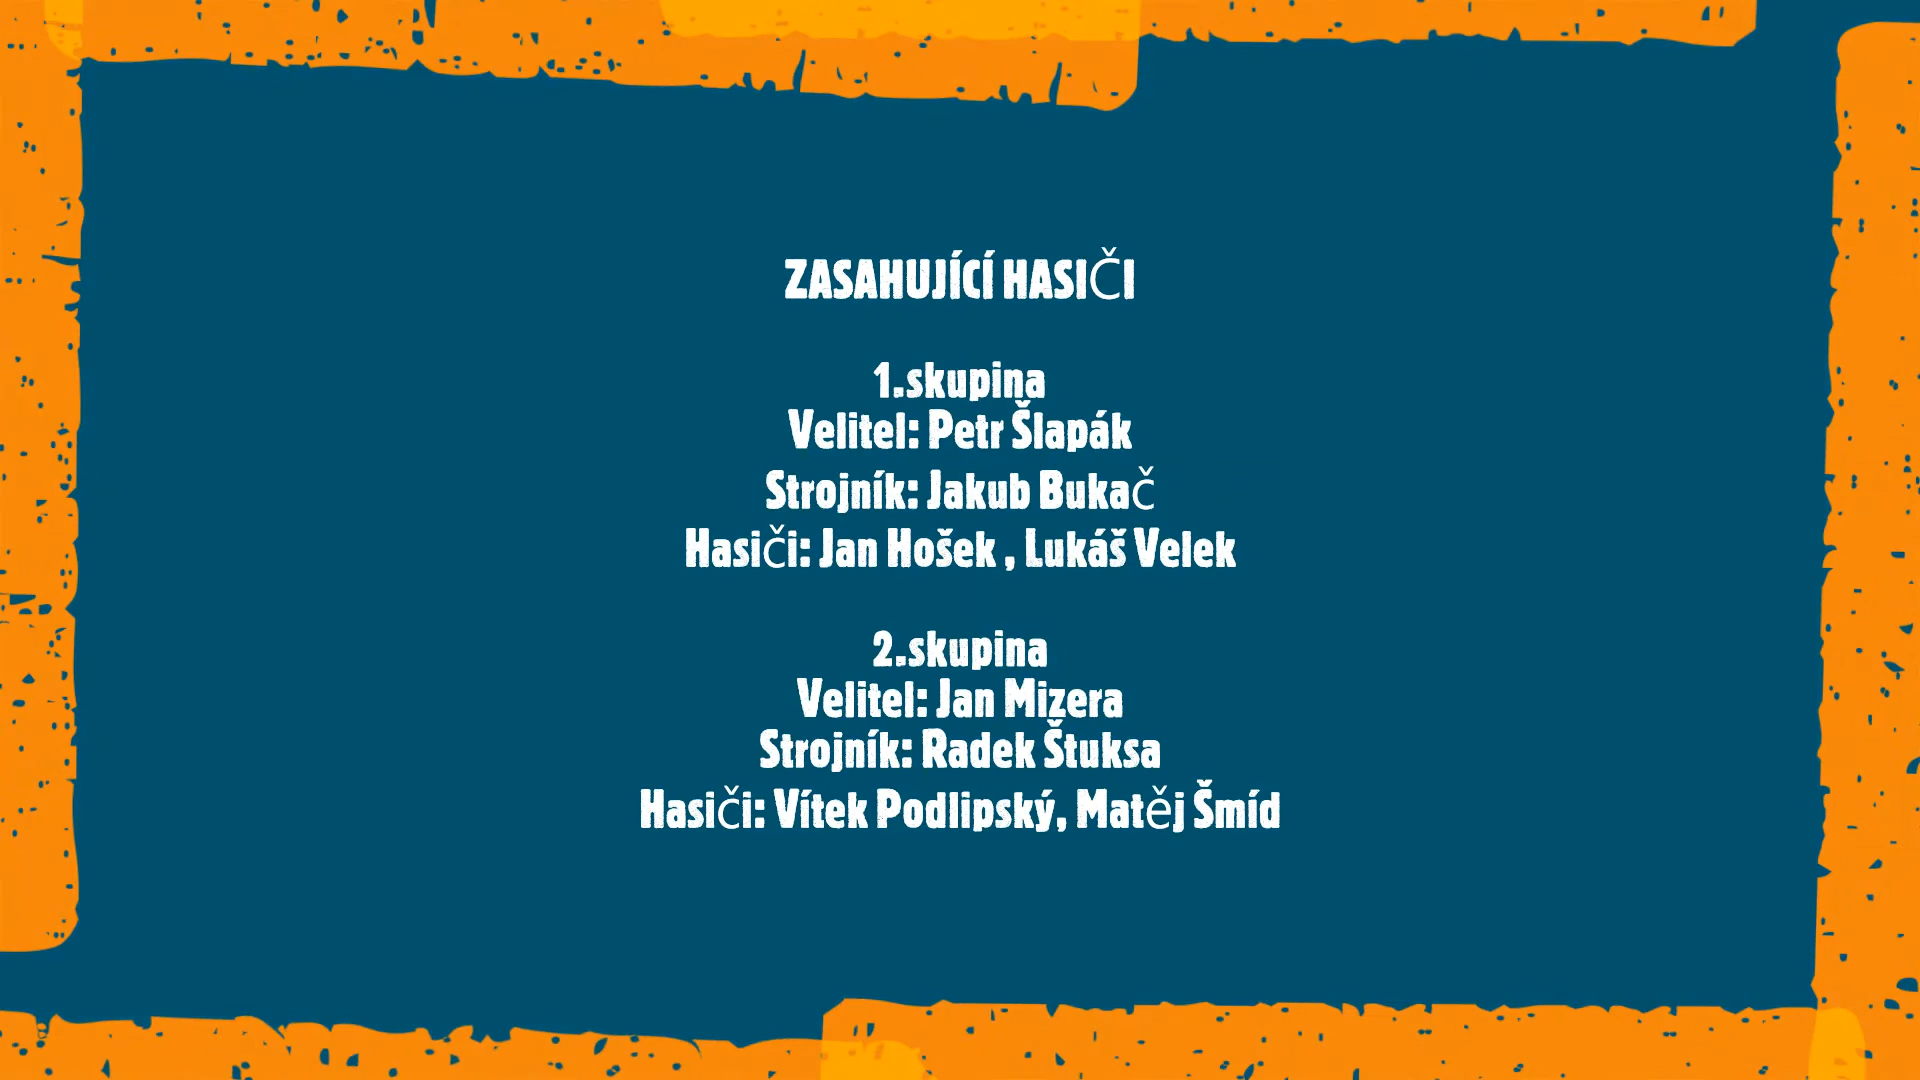 ZASAHUJÍCÍ HASIČI
1.skupina
Velitel: Petr Šlapák
Strojník: Jakub Bukač
Hasiči: Jan Hošek , Lukáš Velek
2.skupina
Velitel: Jan Mizera
Strojník: Radek Štuksa
Hasiči: Vítek Podlipský, Matěj Šmíd